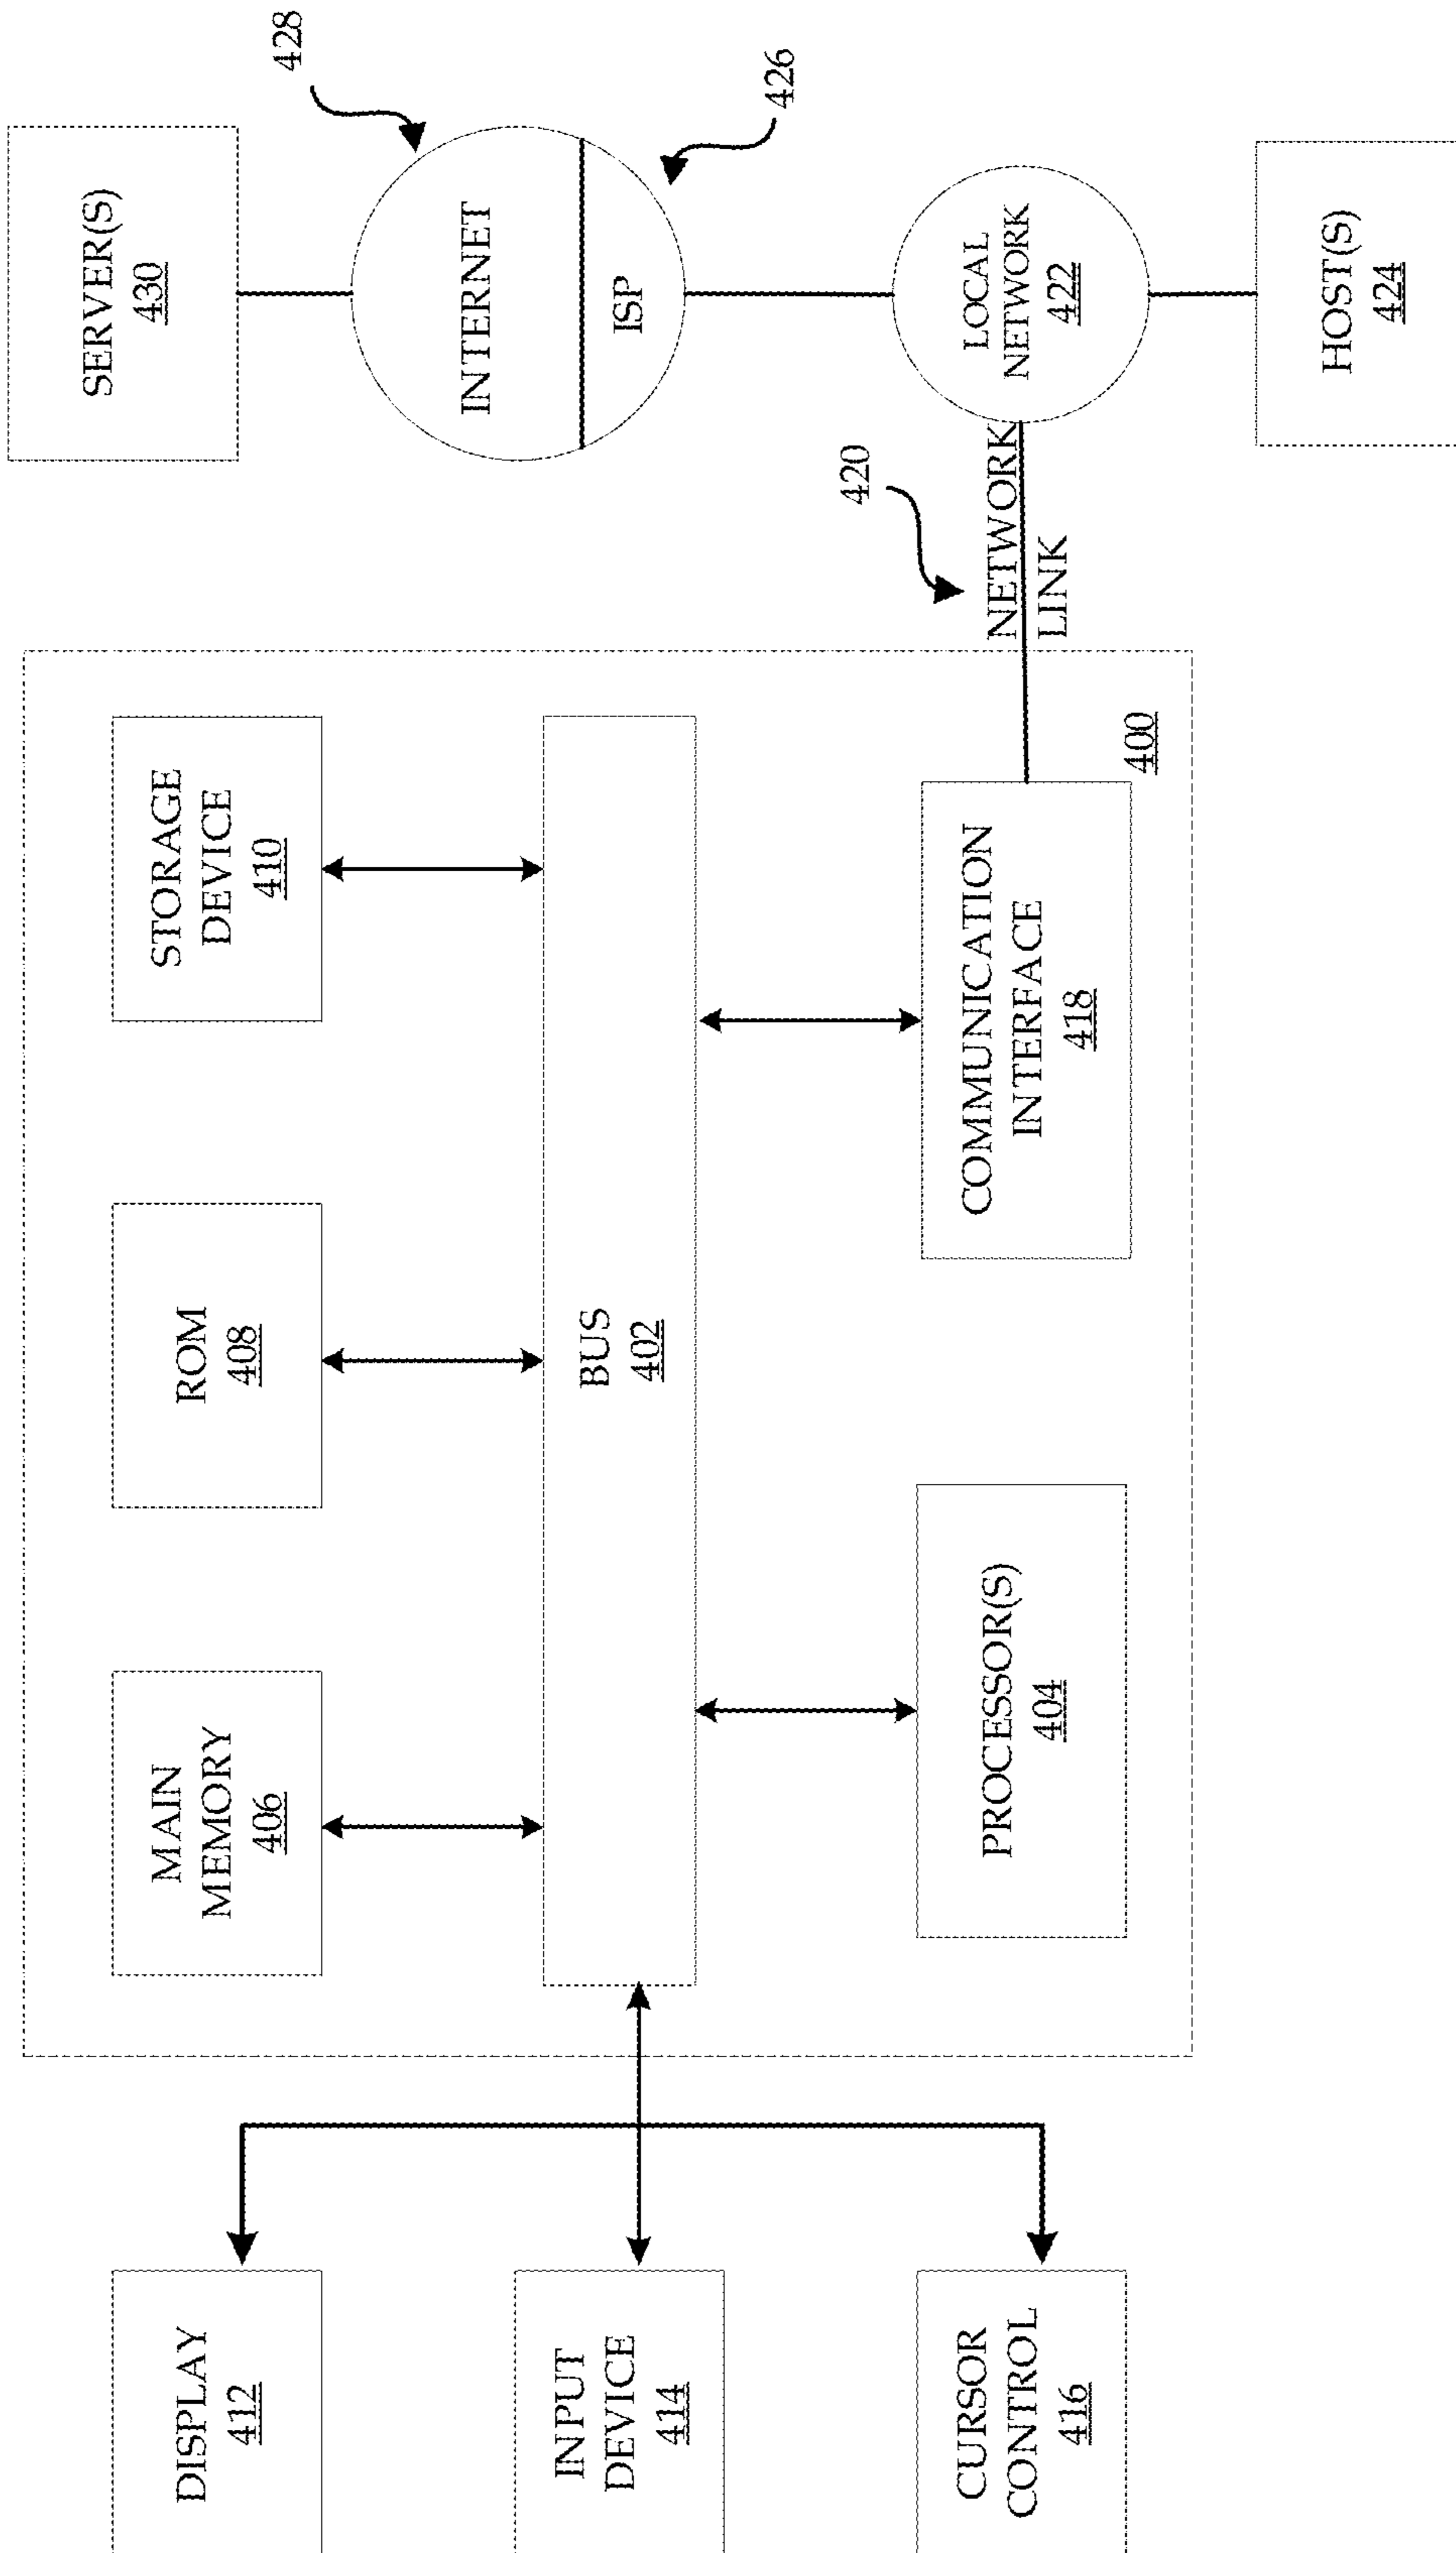 DISPLAY
412
INPUT
DEVICE
414
CURSOR
CONTROL
416
MAIN
MEMORY
406
ROM
408
STORAGE
DEVICE
410
BUS
402
PROCESSOR(S)
404
COMMUNICATION
INTERFACE
418
400
420
NETWORK
LINK
SERVER(S)
430
428
INTERNET
ISP
426
LOCAL
NETWORK
422
HOST(S)
424